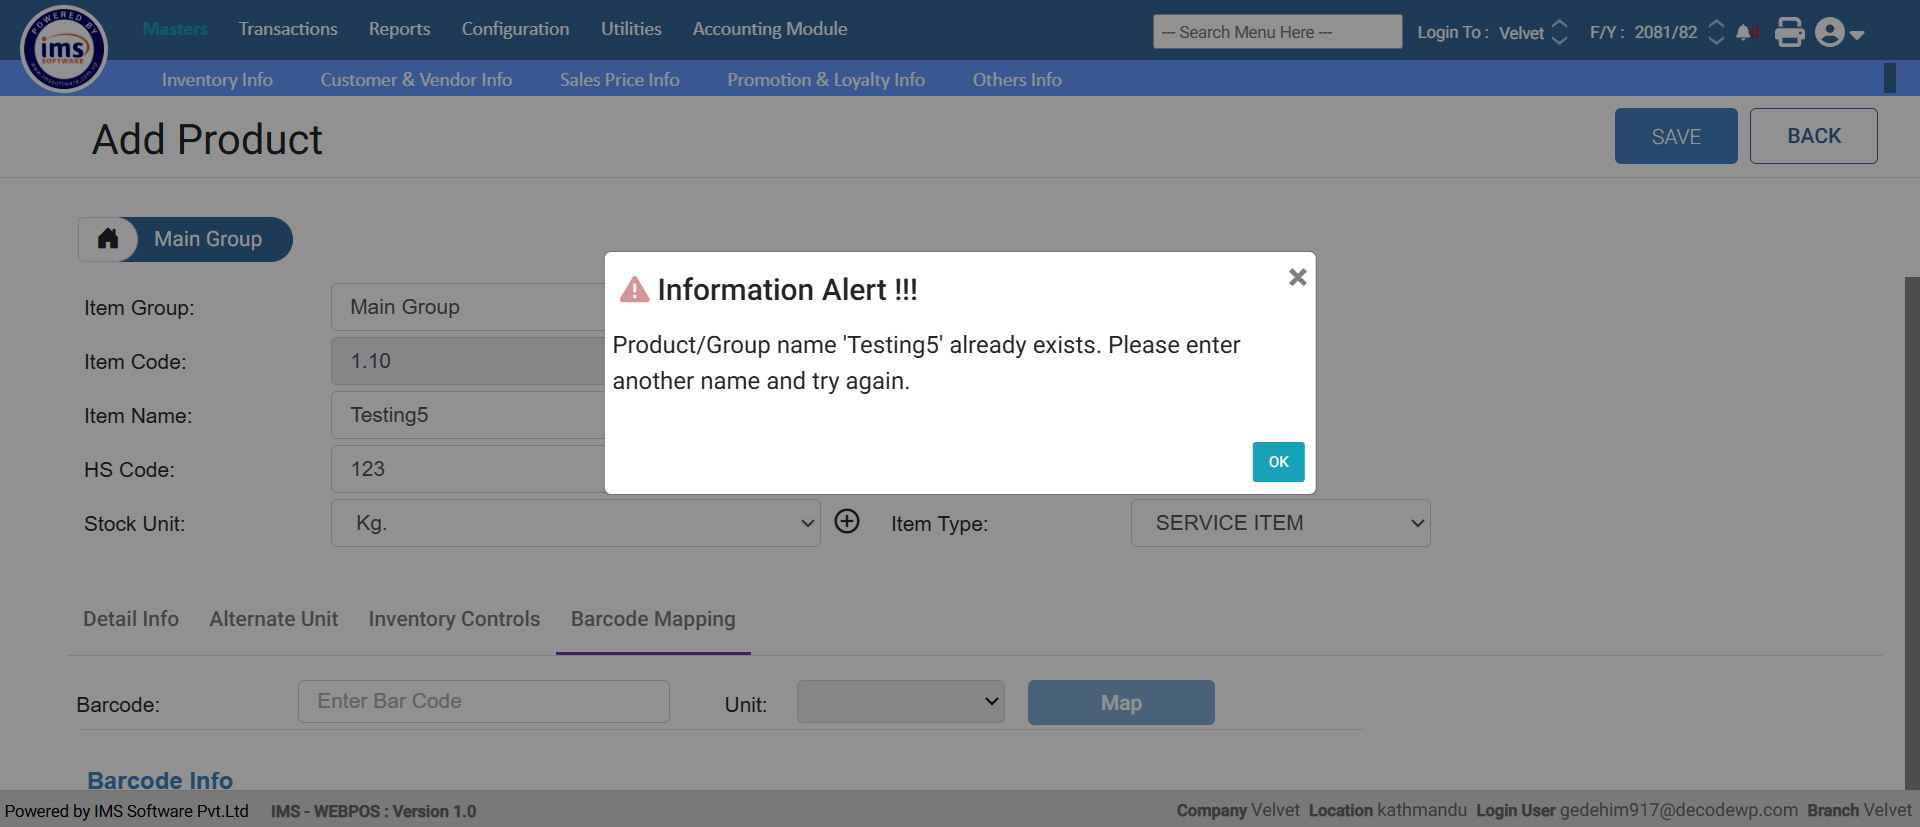 POWERED BY
ims
SOFTWARE
Masters Transactions Reports Configuration Utilities Accounting Module
--- Search Menu Here --- Login To : Velvet F/Y : 2081/82 0
Inventory Info Customer & Vendor Info Sales Price Info Promotion & Loyalty Info Others Info
Add Product
SAVE BACK
Main Group
Item Group: Main Group
Item Code: 1.10
Item Name: Testing5
HS Code: 123
Stock Unit: Kg. Item Type: SERVICE ITEM
Information Alert !!!
Product/Group name 'Testing5' already exists. Please enter
another name and try again.
OK
Detail Info Alternate Unit Inventory Controls Barcode Mapping
Barcode: Enter Bar Code Unit: Map
Barcode Info
Powered by IMS Software Pvt.Ltd IMS - WEBPOS : Version 1.0 Company Velvet Location kathmandu Login User gedehim917@decodewp.com Branch Velvet